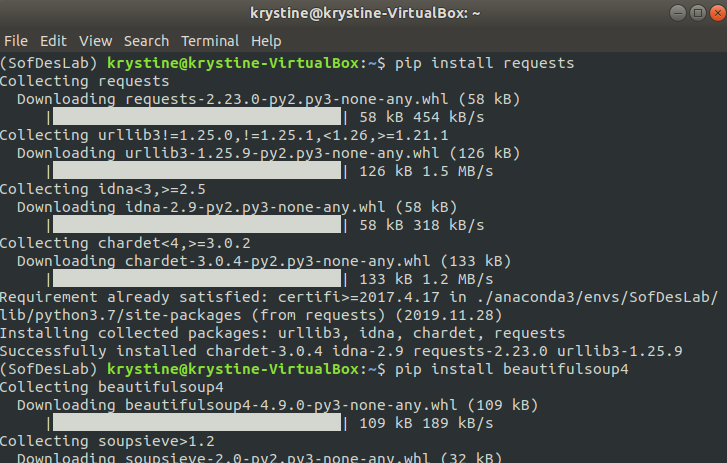 krystine@krystine-VirtualBox: ~
File Edit View Search Terminal Help
(SofDesLab) krystine@krystine-VirtualBox:~$ pip install requests
Collecting requests
  Downloading requests-2.23.0-py2.py3-none-any.whl (58 kB)
     |████████████████████████████████| 58 kB 454 kB/s
Collecting urllib3!=1.25.0,!=1.25.1,<1.26,>=1.21.1
  Downloading urllib3-1.25.9-py2.py3-none-any.whl (126 kB)
     |████████████████████████████████| 126 kB 1.5 MB/s
Collecting idna<3,>=2.5
  Downloading idna-2.9-py2.py3-none-any.whl (58 kB)
     |████████████████████████████████| 58 kB 318 kB/s
Collecting chardet<4,>=3.0.2
  Downloading chardet-3.0.4-py2.py3-none-any.whl (133 kB)
     |████████████████████████████████| 133 kB 1.2 MB/s
Requirement already satisfied: certifi>=2017.4.17 in ./anaconda3/envs/SofDesLab/
lib/python3.7/site-packages (from requests) (2019.11.28)
Installing collected packages: urllib3, idna, chardet, requests
Successfully installed chardet-3.0.4 idna-2.9 requests-2.23.0 urllib3-1.25.9
(SofDesLab) krystine@krystine-VirtualBox:~$ pip install beautifulsoup4
Collecting beautifulsoup4
  Downloading beautifulsoup4-4.9.0-py3-none-any.whl (109 kB)
     |████████████████████████████████| 109 kB 189 kB/s
Collecting soupsieve>1.2
  Downloading soupsieve-2.0-py2.py3-none-any.whl (32 kB)